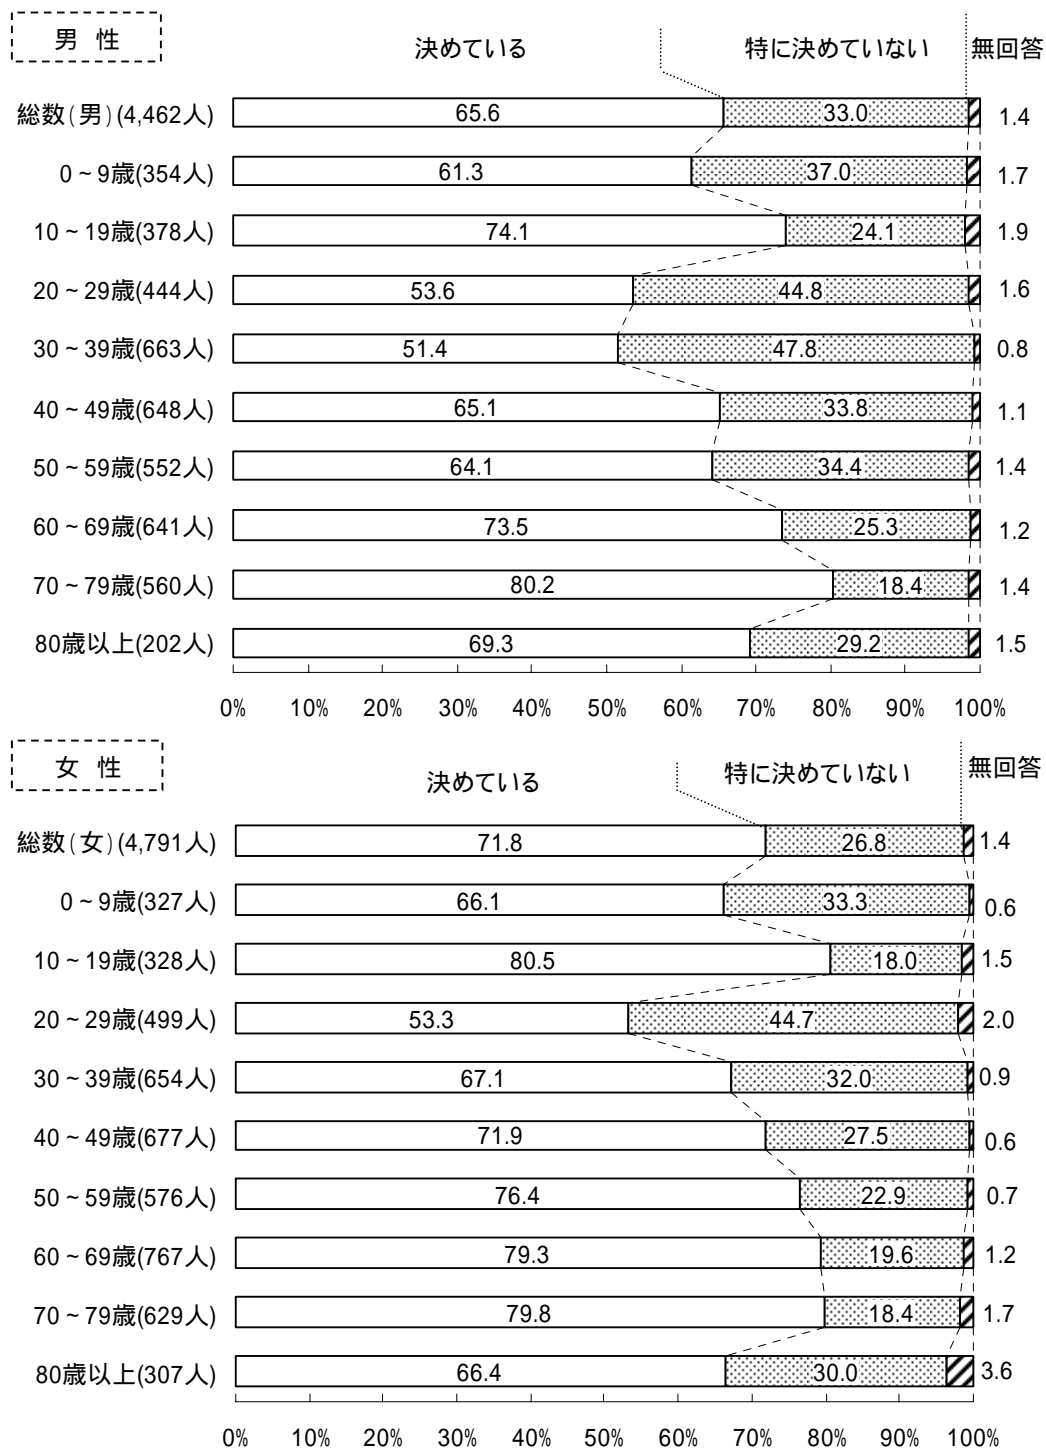 男 性
決めている 特に決めていない 無回答
総数(男)(4,462人) 65.6 33.0 1.4
0~9歳(354人) 61.3 37.0 1.7
10~19歳(378人) 74.1 24.1 1.9
20~29歳(444人) 53.6 44.8 1.6
30~39歳(663人) 51.4 47.8 0.8
40~49歳(648人) 65.1 33.8 1.1
50~59歳(552人) 64.1 34.4 1.4
60~69歳(641人) 73.5 25.3 1.2
70~79歳(560人) 80.2 18.4 1.4
80歳以上(202人) 69.3 29.2 1.5
0% 10% 20% 30% 40% 50% 60% 70% 80% 90% 100%
女 性
決めている 特に決めていない 無回答
総数(女)(4,791人) 71.8 26.8 1.4
0~9歳(327人) 66.1 33.3 0.6
10~19歳(328人) 80.5 18.0 1.5
20~29歳(499人) 53.3 44.7 2.0
30~39歳(654人) 67.1 32.0 0.9
40~49歳(677人) 71.9 27.5 0.6
50~59歳(576人) 76.4 22.9 0.7
60~69歳(767人) 79.3 19.6 1.2
70~79歳(629人) 79.8 18.4 1.7
80歳以上(307人) 66.4 30.0 3.6
0% 10% 20% 30% 40% 50% 60% 70% 80% 90% 100%